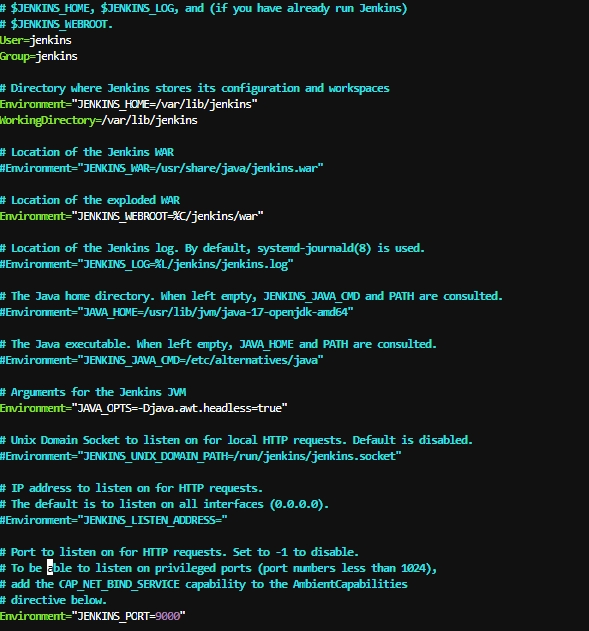 # $JENKINS_HOME, $JENKINS_LOG, and (if you have already run Jenkins)
# $JENKINS_WEBROOT.
User=jenkins
Group=jenkins
# Directory where Jenkins stores its configuration and workspaces
Environment="JENKINS_HOME=/var/lib/jenkins"
WorkingDirectory=/var/lib/jenkins
# Location of the Jenkins WAR
#Environment="JENKINS_WAR=/usr/share/java/jenkins.war"
# Location of the exploded WAR
Environment="JENKINS_WEBROOT=%C/jenkins/war"
# Location of the Jenkins log. By default, systemd-journald(8) is used.
#Environment="JENKINS_LOG=%L/jenkins/jenkins.log"
# The Java home directory. When left empty, JENKINS_JAVA_CMD and PATH are consulted.
#Environment="JAVA_HOME=/usr/lib/jvm/java-17-openjdk-amd64"
# The Java executable. When left empty, JAVA_HOME and PATH are consulted.
#Environment="JENKINS_JAVA_CMD=/etc/alternatives/java"
# Arguments for the Jenkins JVM
Environment="JAVA_OPTS=-Djava.awt.headless=true"
# Unix Domain Socket to listen on for local HTTP requests. Default is disabled.
#Environment="JENKINS_UNIX_DOMAIN_PATH=/run/jenkins/jenkins.socket"
# IP address to listen on for HTTP requests.
# The default is to listen on all interfaces (0.0.0.0).
#Environment="JENKINS_LISTEN_ADDRESS="
# Port to listen on for HTTP requests. Set to -1 to disable.
# To be able to listen on privileged ports (port numbers less than 1024),
# add the CAP_NET_BIND_SERVICE capability to the AmbientCapabilities
# directive below.
Environment="JENKINS_PORT=9000"